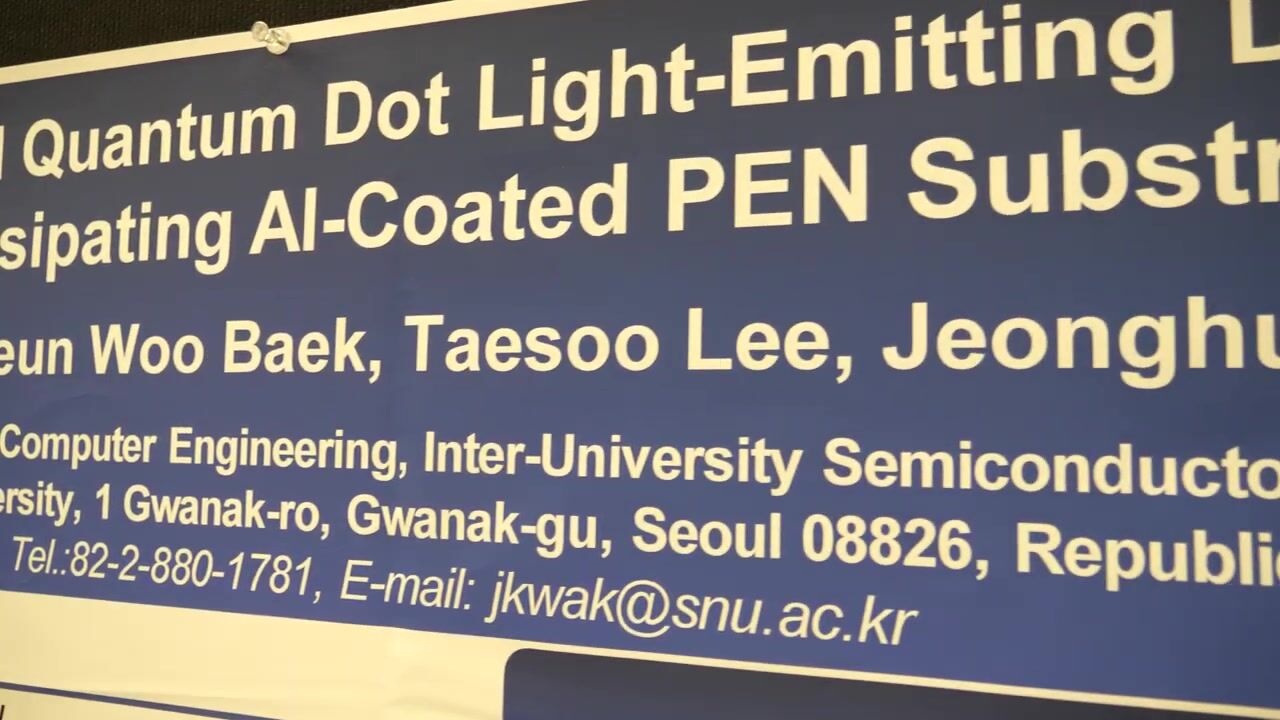 Quantum Dot Light-Emitting
sipating Al-Coated PEN Substr
eun Woo Baek, Taesoo Lee, Jeonghu
Computer Engineering, Inter-University Semiconducto
ersity, 1 Gwanak-ro, Gwanak-gu, Seoul 08826, Republic
Tel.:82-2-880-1781, E-mail: jkwak@snu.ac.kr